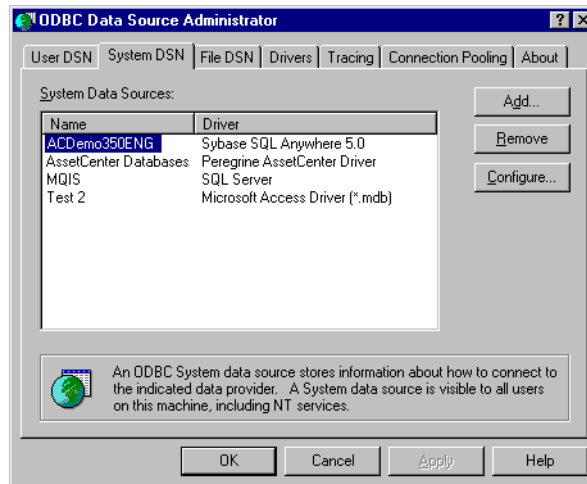 ODBC Data Source Administrator
User DSN System DSN File DSN Drivers Tracing Connection Pooling About
System Data Sources:
Name Driver
ACDemo350ENG Sybase SQL Anywhere 5.0
AssetCenter Databases Peregrine AssetCenter Driver
MQIS SQL Server
Test 2 Microsoft Access Driver (*.mdb)
Add...
Remove
Configure...
An ODBC System data source stores information about how to connect to
the indicated data provider. A System data source is visible to all users
on this machine, including NT services.
OK Cancel Apply Help